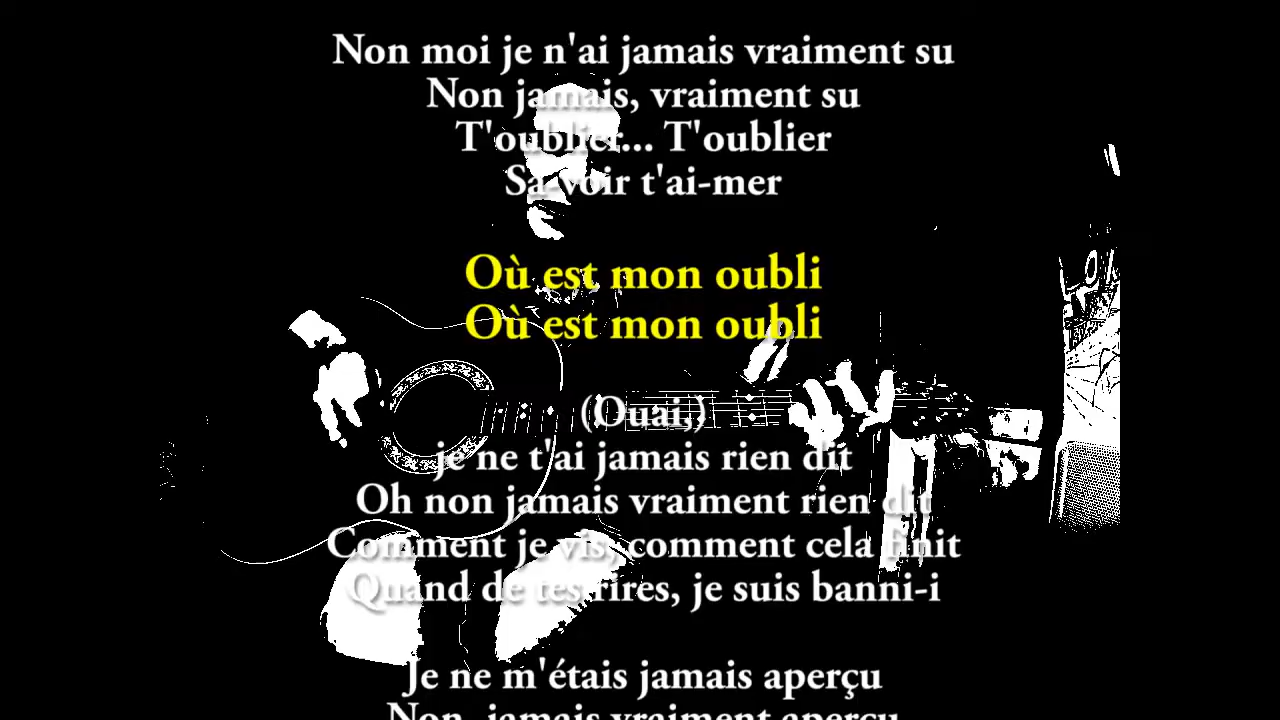 Non moi je n'ai jamais vraiment su
Non jamais, vraiment su
T'oublier... T'oublier
Sa-voir t'ai-mer
Où est mon oubli
Où est mon oubli
(Ouai,)
je ne t'ai jamais rien dit
Oh non jamais vraiment rien dit
Comment je vis, comment cela finit
Quand de tes rires, je suis banni-i
Je ne m'étais jamais aperçu
Non, jamais vraiment aperçu